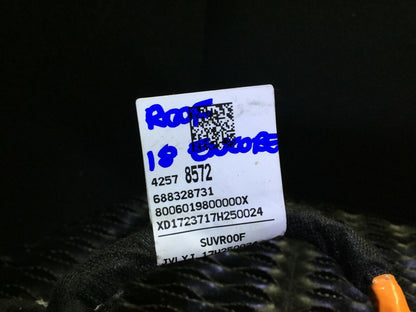 ROOF
18 ENCORE
4257 8572
688328731
8006019800000X
XD1723717H250024
SUVROOF